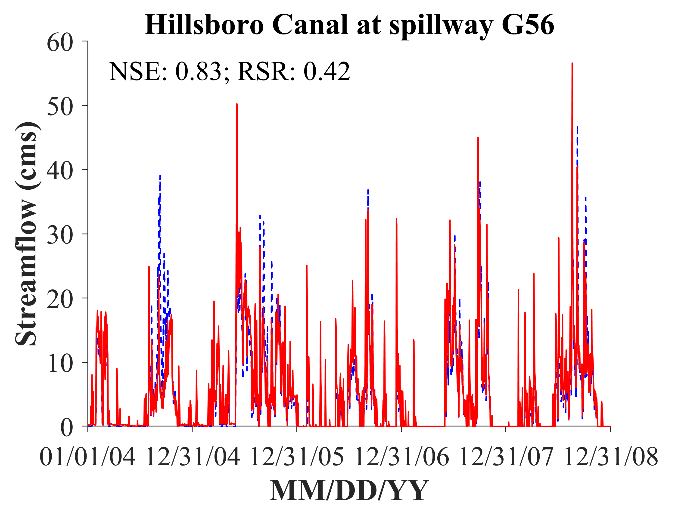 Hillsboro Canal at spillway G56
NSE: 0.83; RSR: 0.42
60
50
40
30
20
10
0
Streamflow (cms)
01/01/04 12/31/04 12/31/05 12/31/06 12/31/07 12/31/08
MM/DD/YY